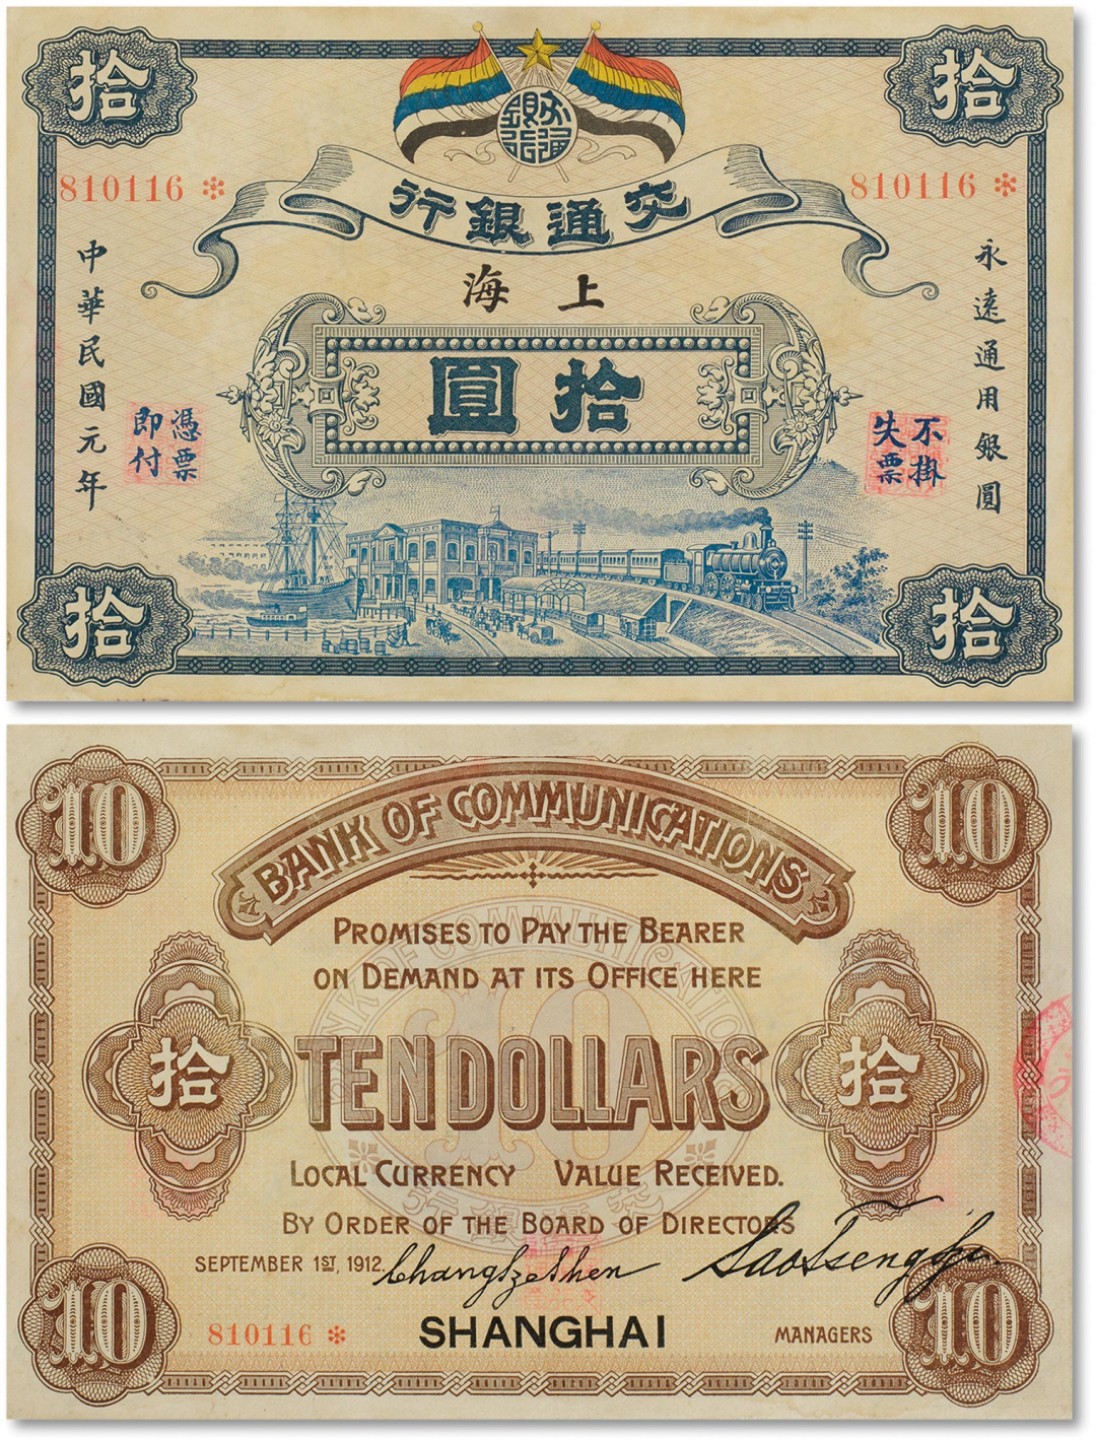 拾
拾
810116 *
810116 *
交通銀行
上海
拾圓
永遠通用銀圓
中華民國元年
不掛
失票
憑票
即付
拾
拾
10
10
BANK OF COMMUNICATIONS
PROMISES TO PAY THE BEARER
ON DEMAND AT ITS OFFICE HERE
拾
TEN DOLLARS
拾
LOCAL CURRENCY VALUE RECEIVED.
BY ORDER OF THE BOARD OF DIRECTORS
SEPTEMBER 1ST, 1912.
10
810116 *
SHANGHAI
MANAGERS
10